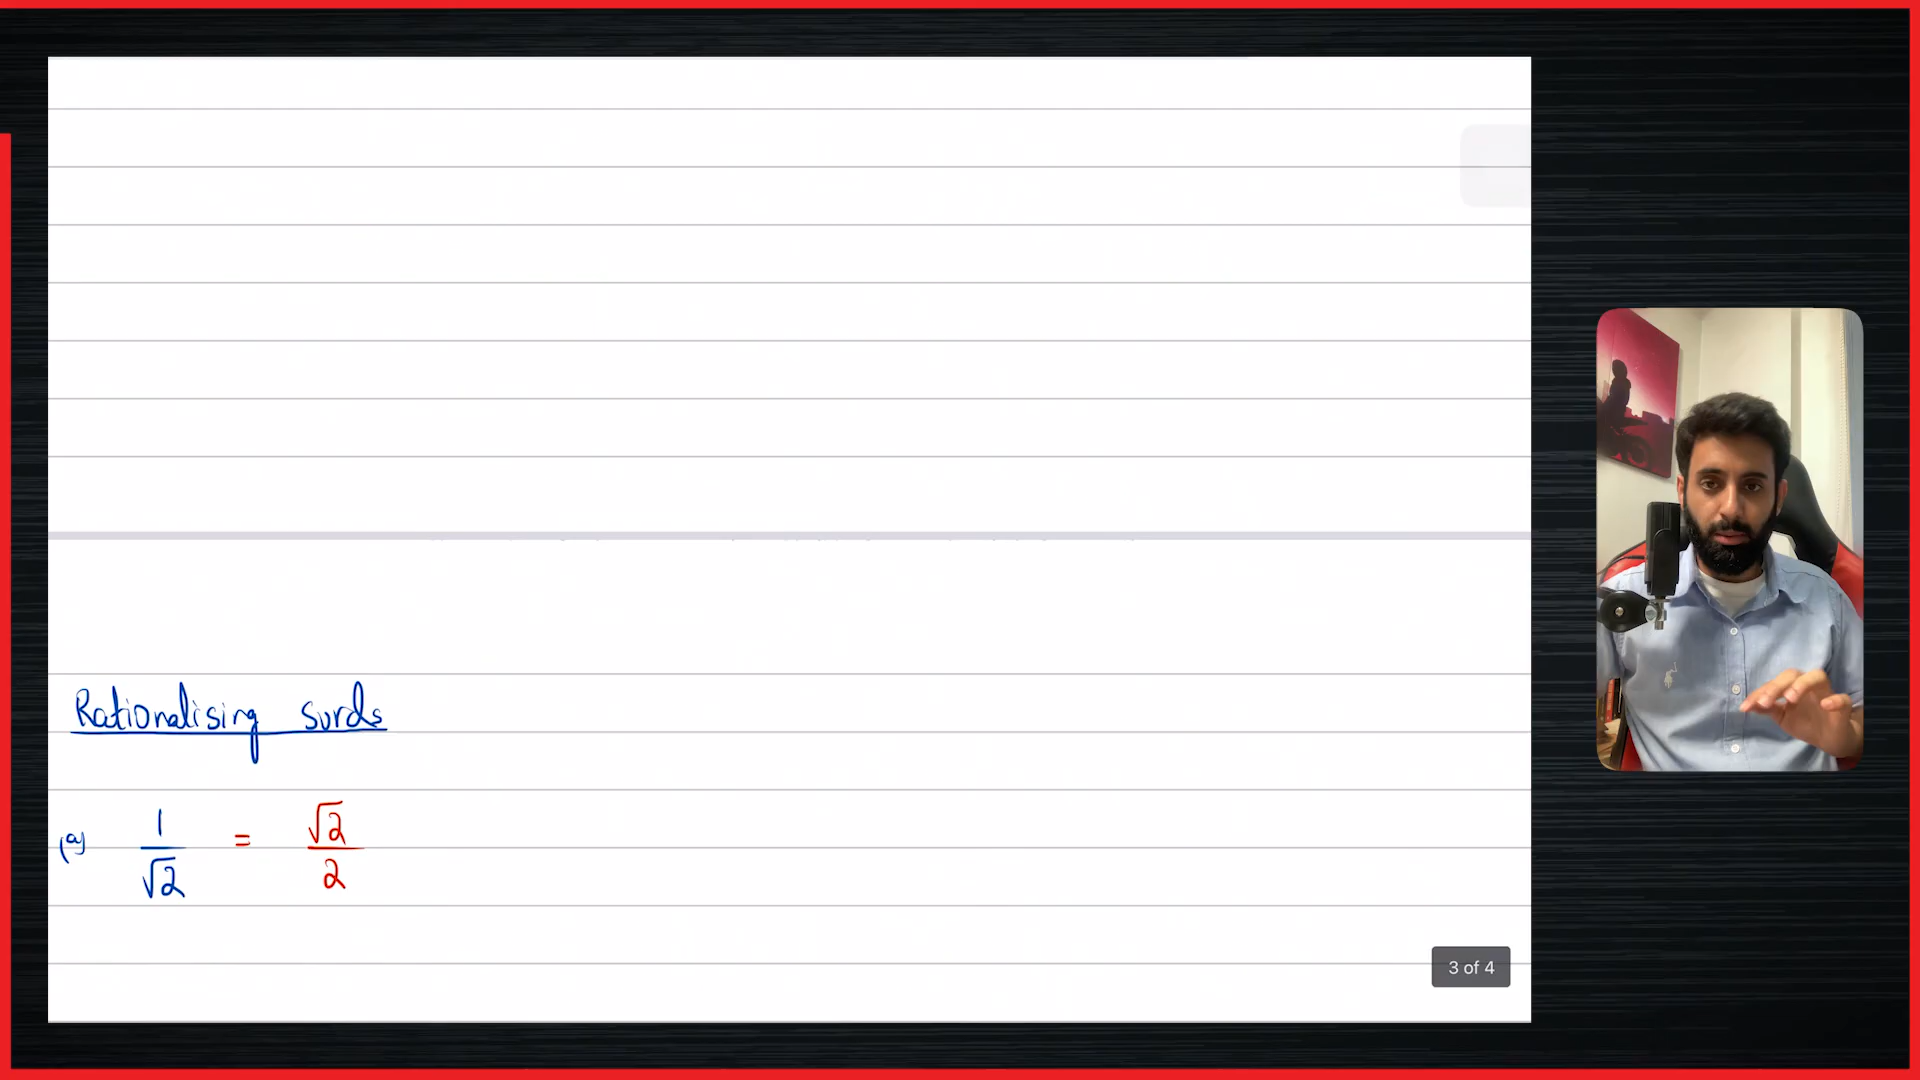 Rationalising surds
(a) 1/√2 = √2/2
3 of 4